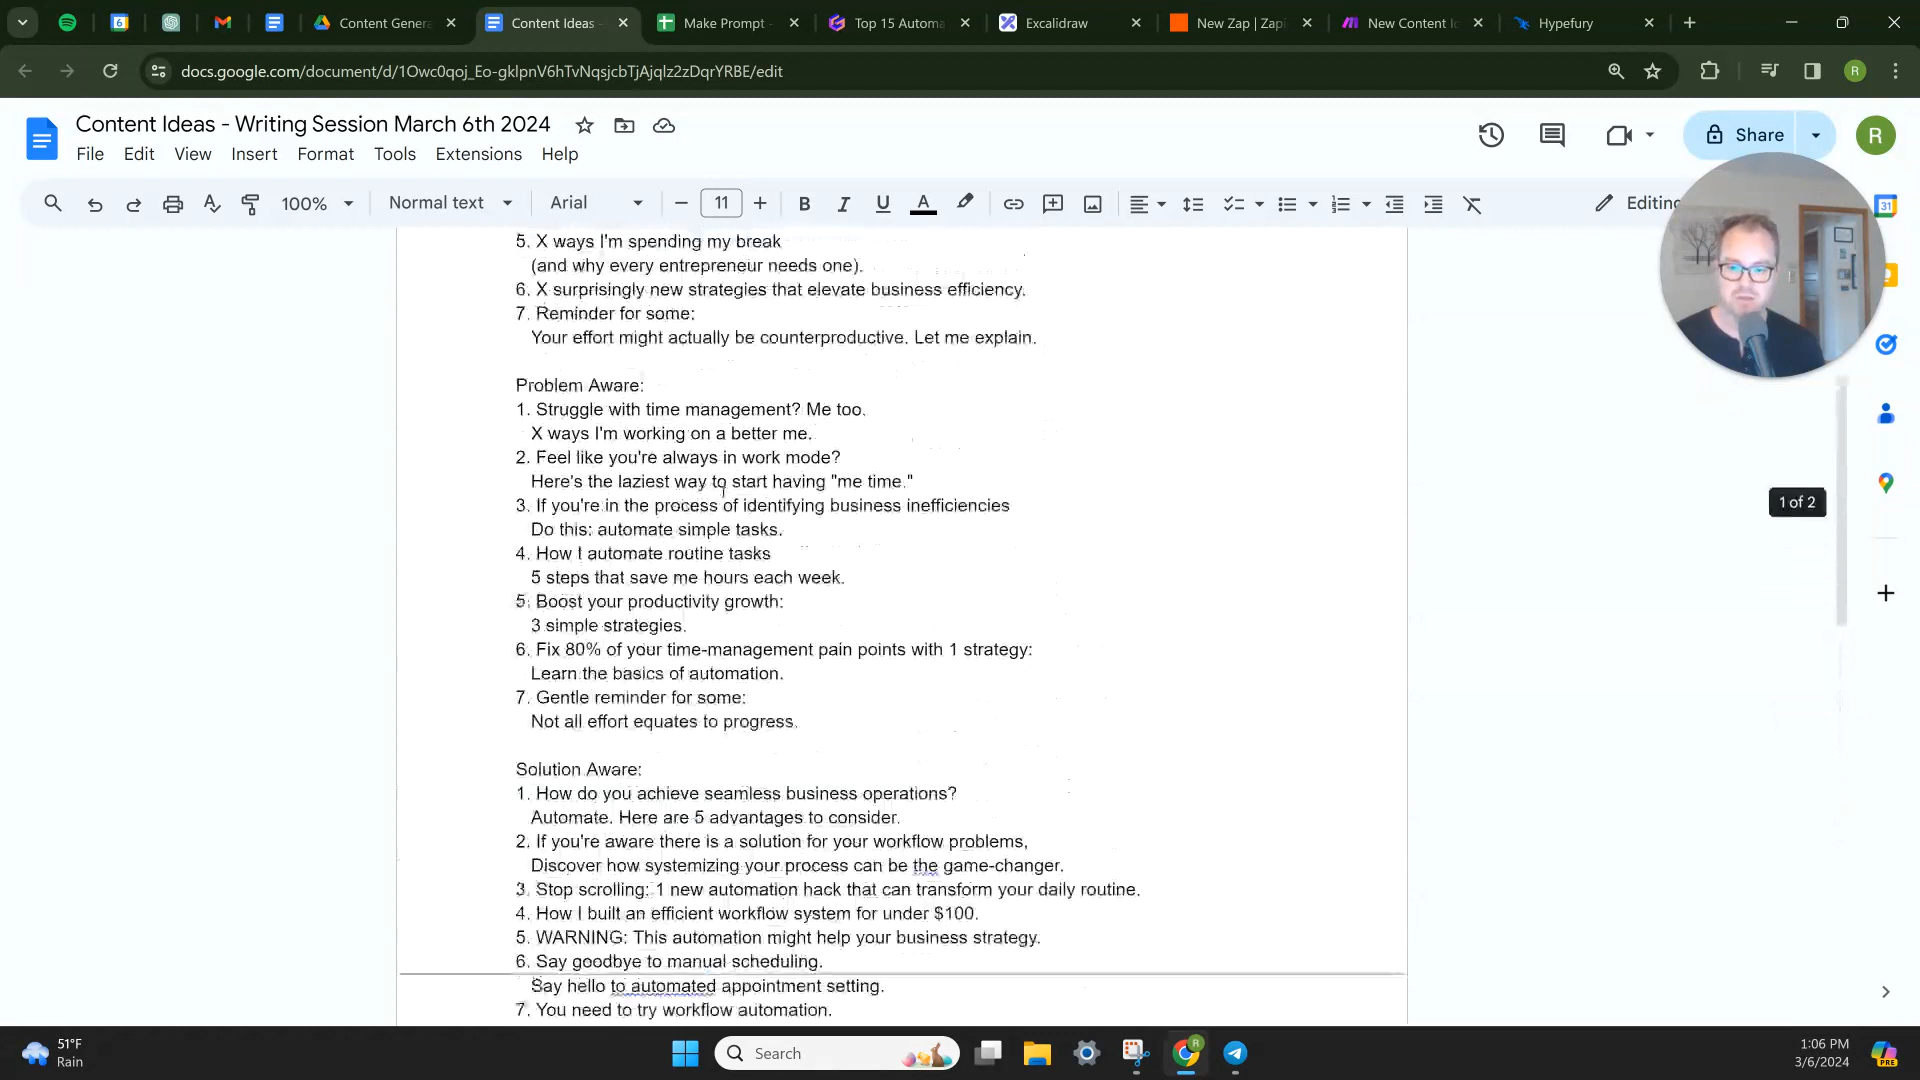 Content Genera
Content Ideas -
Make Prompt -
Top 15 Automa
Excalidraw
New Zap | Zapi
New Content Id
Hypefury
docs.google.com/document/d/1Owc0qoj_Eo-gklpnV6hTvNqsjcbTjAjqlz2zDqrYRBE/edit
R
Content Ideas - Writing Session March 6th 2024
File Edit View Insert Format Tools Extensions Help
Share
R
100% Normal text Arial 11 B I U A Editing
31
5. X ways I'm spending my break
(and why every entrepreneur needs one).
6. X surprisingly new strategies that elevate business efficiency.
7. Reminder for some:
Your effort might actually be counterproductive. Let me explain.
Problem Aware:
1. Struggle with time management? Me too.
X ways I'm working on a better me.
2. Feel like you're always in work mode?
Here's the laziest way to start having "me time."
3. If you're in the process of identifying business inefficiencies
Do this: automate simple tasks.
4. How I automate routine tasks
5 steps that save me hours each week.
5. Boost your productivity growth:
3 simple strategies.
6. Fix 80% of your time-management pain points with 1 strategy:
Learn the basics of automation.
7. Gentle reminder for some:
Not all effort equates to progress.
Solution Aware:
1. How do you achieve seamless business operations?
Automate. Here are 5 advantages to consider.
2. If you're aware there is a solution for your workflow problems,
Discover how systemizing your process can be the game-changer.
3. Stop scrolling: 1 new automation hack that can transform your daily routine.
4. How I built an efficient workflow system for under $100.
5. WARNING: This automation might help your business strategy.
6. Say goodbye to manual scheduling.
Say hello to automated appointment setting.
7. You need to try workflow automation.
1 of 2
51°F
Rain
Search
R
1:06 PM
3/6/2024
PRE